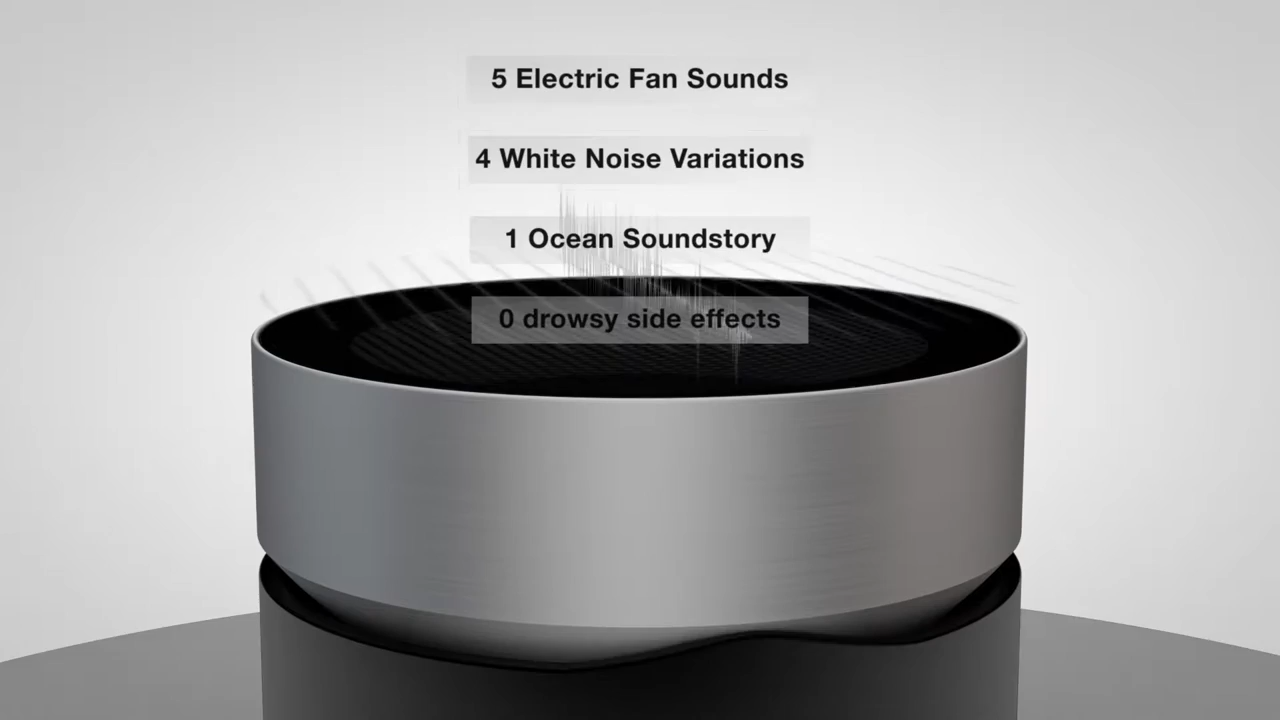 5 Electric Fan Sounds
4 White Noise Variations
1 Ocean Soundstory
0 drowsy side effects